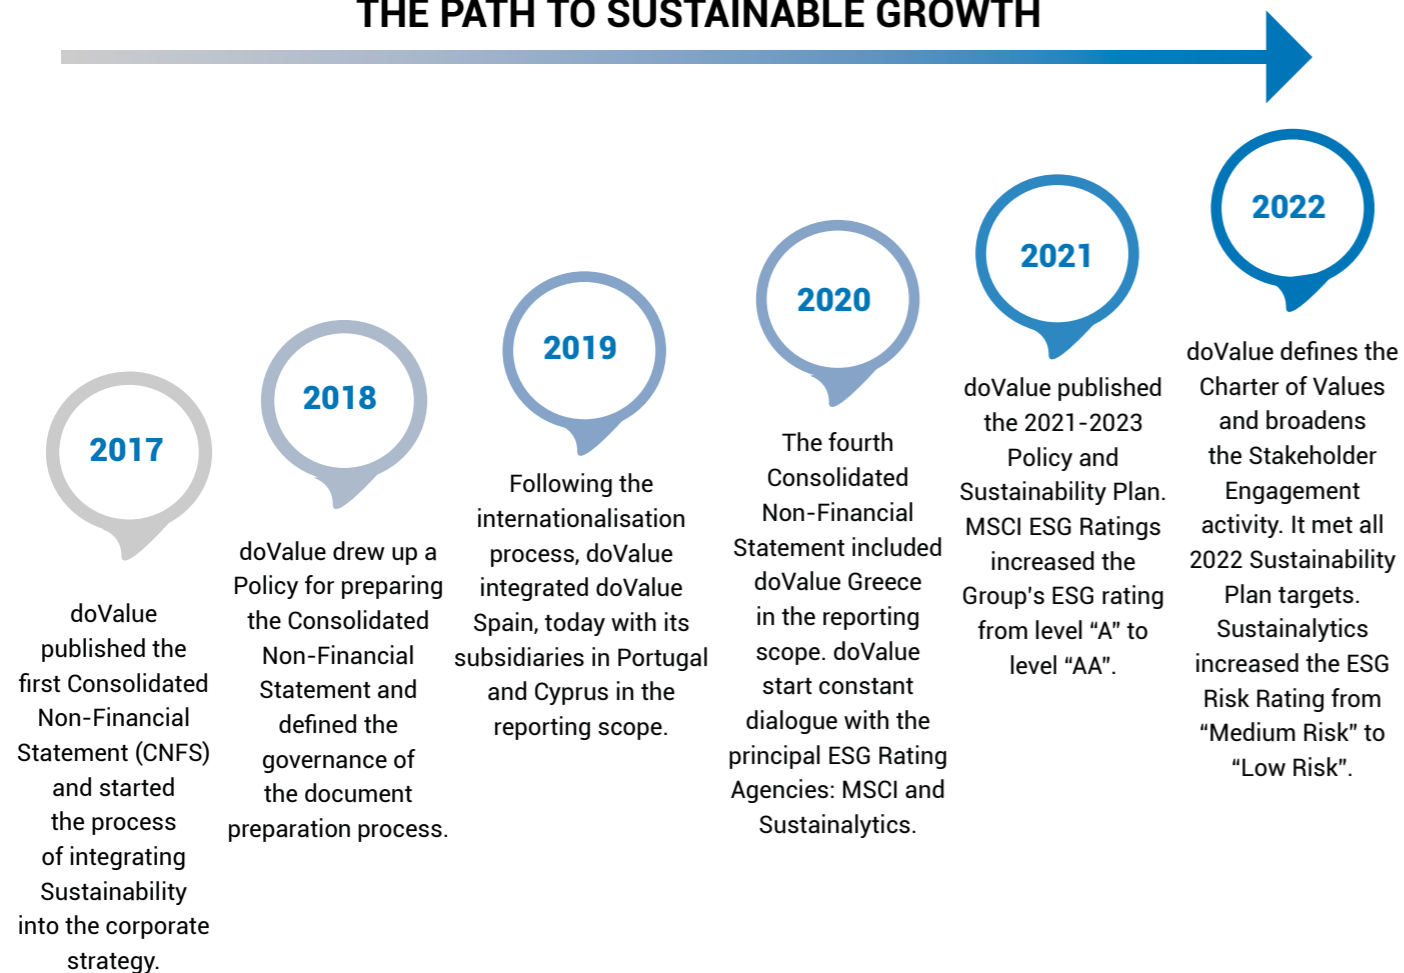 THE PATH TO SUSTAINABLE GROWTH
2017
doValue
published the
first Consolidated
Non-Financial
Statement (CNFS)
and started
the process
of integrating
Sustainability
into the corporate
strategy.
2018
doValue drew up a
Policy for preparing
the Consolidated
Non-Financial
Statement and
defined the
governance of
the document
preparation process.
2019
Following the
internationalisation
process, doValue
integrated doValue
Spain, today with its
subsidiaries in Portugal
and Cyprus in the
reporting scope.
2020
The fourth
Consolidated
Non-Financial
Statement included
doValue Greece
in the reporting
scope. doValue
start constant
dialogue with the
principal ESG Rating
Agencies: MSCI and
Sustainalytics.
2021
doValue published
the 2021-2023
Policy and
Sustainability Plan.
MSCI ESG Ratings
increased the
Group's ESG rating
from level “A” to
level “AA”.
2022
doValue defines the
Charter of Values
and broadens
the Stakeholder
Engagement
activity. It met all
2022 Sustainability
Plan targets.
Sustainalytics
increased the ESG
Risk Rating from
“Medium Risk” to
“Low Risk”.